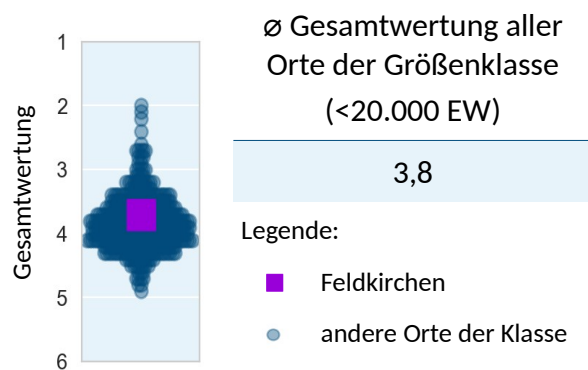 Gesamtwertung
1
2
3
4
5
6
ø Gesamtwertung aller
Orte der Größenklasse
(<20.000 EW)
3,8
Legende:
Feldkirchen
andere Orte der Klasse